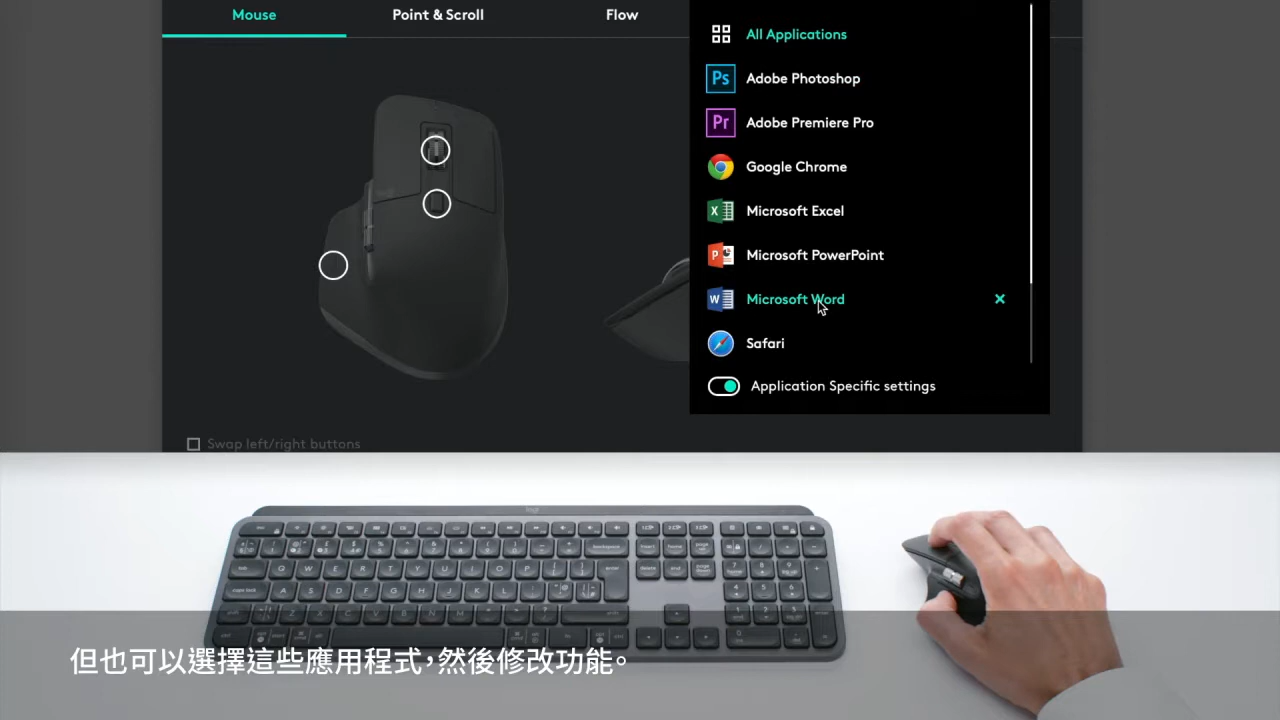 Mouse
Point & Scroll
Flow
All Applications
Ps Adobe Photoshop
Pr Adobe Premiere Pro
Google Chrome
X Microsoft Excel
P Microsoft PowerPoint
W Microsoft Word
Safari
Application Specific settings
Swap left/right buttons
Q W E R T Y U I O P
A S D F G H J K L
Z X C V B N M
但也可以選擇這些應用程式，然後修改功能。